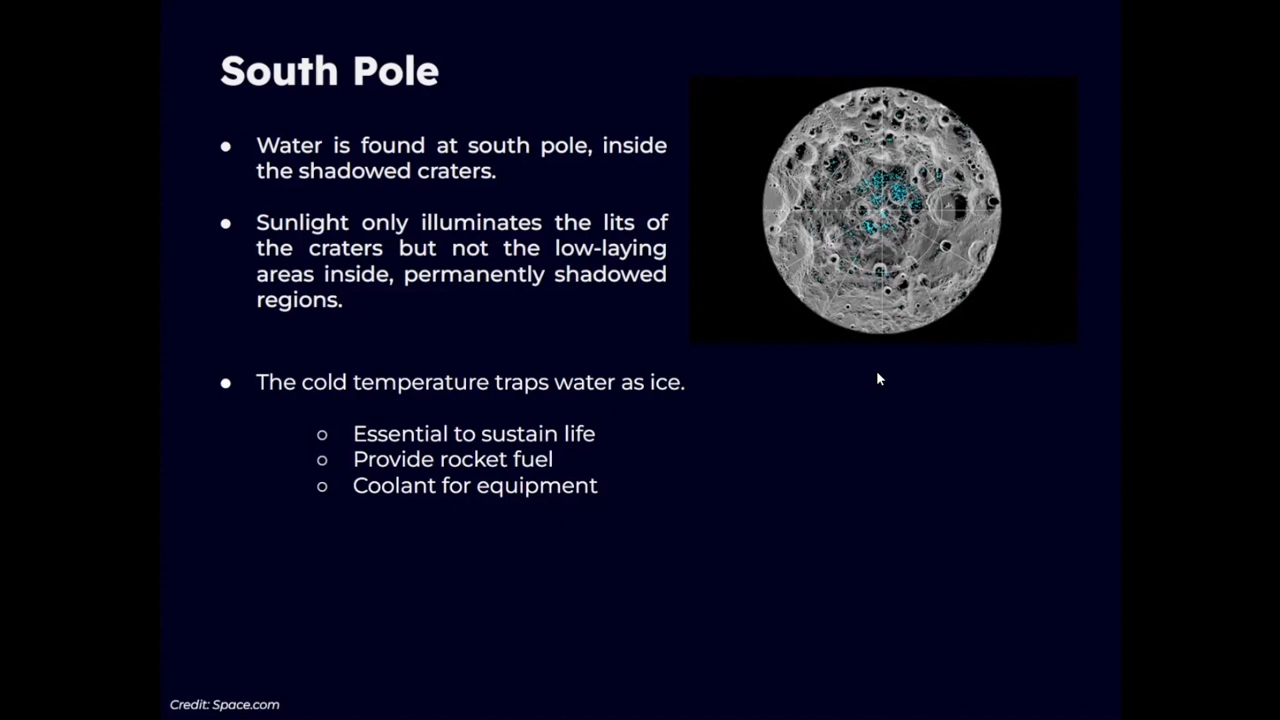 South Pole
● Water is found at south pole, inside
the shadowed craters.
● Sunlight only illuminates the lits of
the craters but not the low-laying
areas inside, permanently shadowed
regions.
● The cold temperature traps water as ice.
○ Essential to sustain life
○ Provide rocket fuel
○ Coolant for equipment
Credit: Space.com